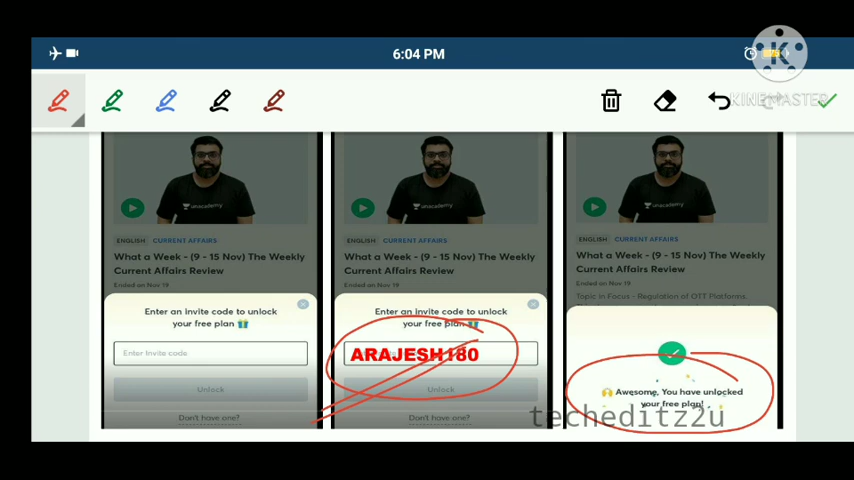 6:04 PM
K
KINEMASTER
unacademy
ENGLISH CURRENT AFFAIRS
What a Week - (9 - 15 Nov) The Weekly
Current Affairs Review
Ended on Nov 19
Enter an invite code to unlock
your free plan
Enter Invite code
Unlock
Don't have one?
unacademy
ENGLISH CURRENT AFFAIRS
What a Week - (9 - 15 Nov) The Weekly
Current Affairs Review
Ended on Nov 19
Enter an invite code to unlock
your free plan
ARAJESH180
Unlock
Don't have one?
unacademy
ENGLISH CURRENT AFFAIRS
What a Week - (9 - 15 Nov) The Weekly
Current Affairs Review
Ended on Nov 19
Topic in Focus - Regulation of OTT Platforms
Awesome, You have unlocked
your free plan!
techeditz2u